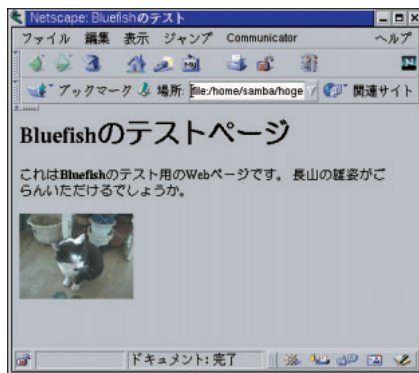 Netscape: Bluefishのテスト
ファイル 編集 表示 ジャンプ Communicator ヘルプ
ブックマーク 場所: file:/home/samba/hoge 関連サイト
Bluefishのテストページ
これはBluefishのテスト用のWebページです。 長山の雄姿がご
らんいただけるでしょうか。
ドキュメント: 完了